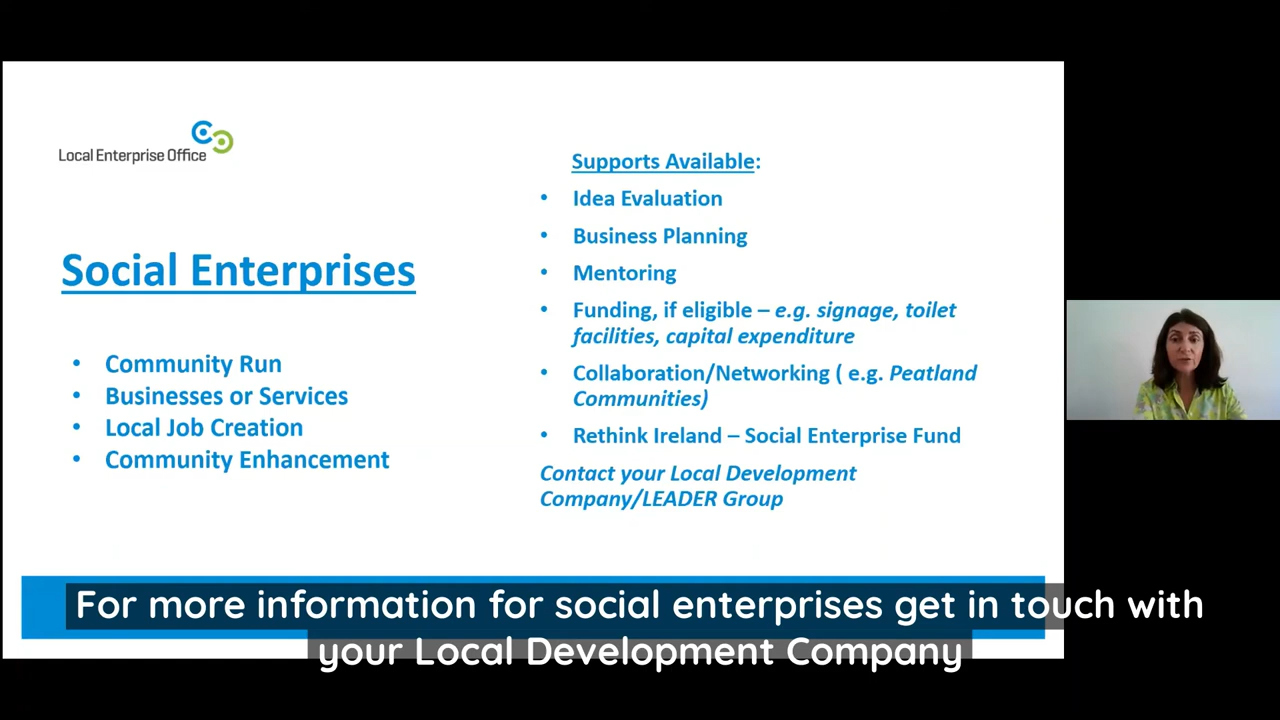 Local Enterprise Office
Social Enterprises
• Community Run
• Businesses or Services
• Local Job Creation
• Community Enhancement
Supports Available:
• Idea Evaluation
• Business Planning
• Mentoring
• Funding, if eligible – e.g. signage, toilet
facilities, capital expenditure
• Collaboration/Networking ( e.g. Peatland
Communities)
• Rethink Ireland – Social Enterprise Fund
Contact your Local Development
Company/LEADER Group
For more information for social enterprises get in touch with
your Local Development Company